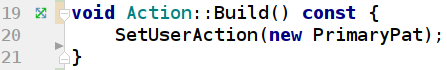 19 void Action::Build() const {
20     SetUserAction(new PrimaryPat);
21 }